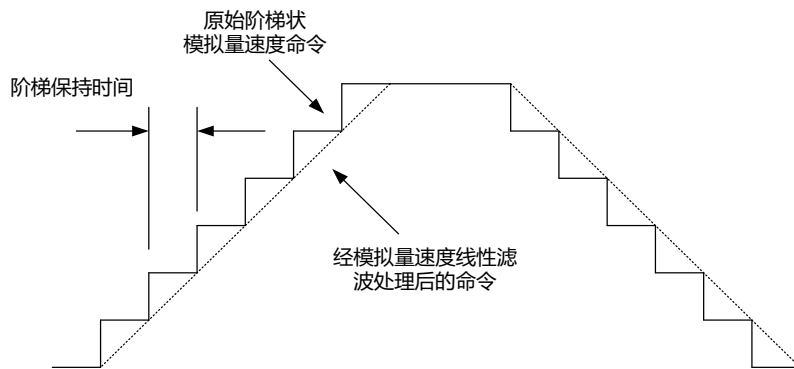 原始阶梯状
模拟量速度命令
阶梯保持时间
经模拟量速度线性滤
波处理后的命令